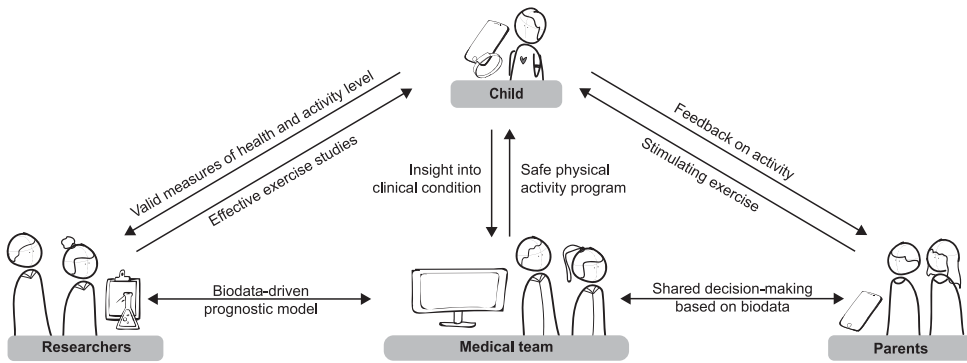 Child
Valid measures of health and activity level
Effective exercise studies
Insight into
clinical condition
Safe physical
activity program
Feedback on activity
Stimulating exercise
Biodata-driven
prognostic model
Shared decision-making
based on biodata
Researchers
Medical team
Parents